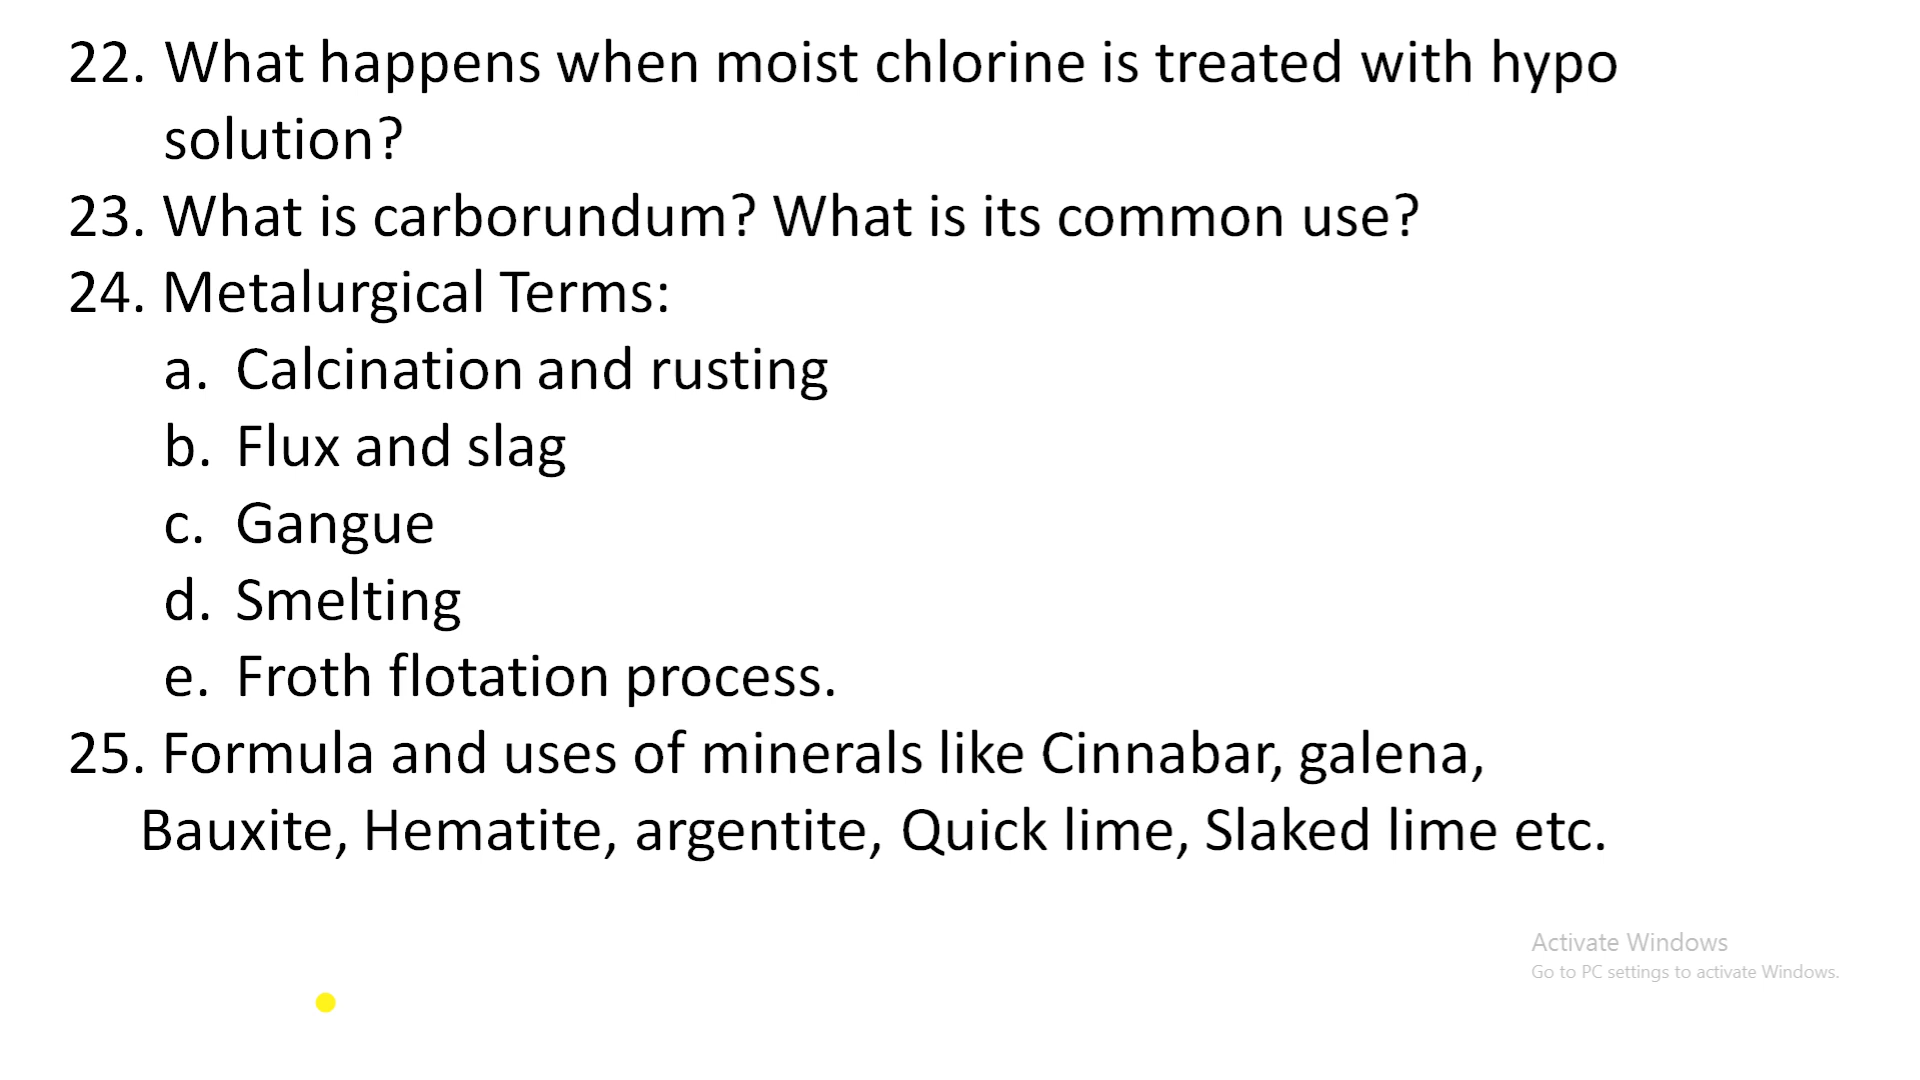 22. What happens when moist chlorine is treated with hypo
solution?
23. What is carborundum? What is its common use?
24. Metalurgical Terms:
a. Calcination and rusting
b. Flux and slag
c. Gangue
d. Smelting
e. Froth flotation process.
25. Formula and uses of minerals like Cinnabar, galena,
Bauxite, Hematite, argentite, Quick lime, Slaked lime etc.
Activate Windows
Go to PC settings to activate Windows.